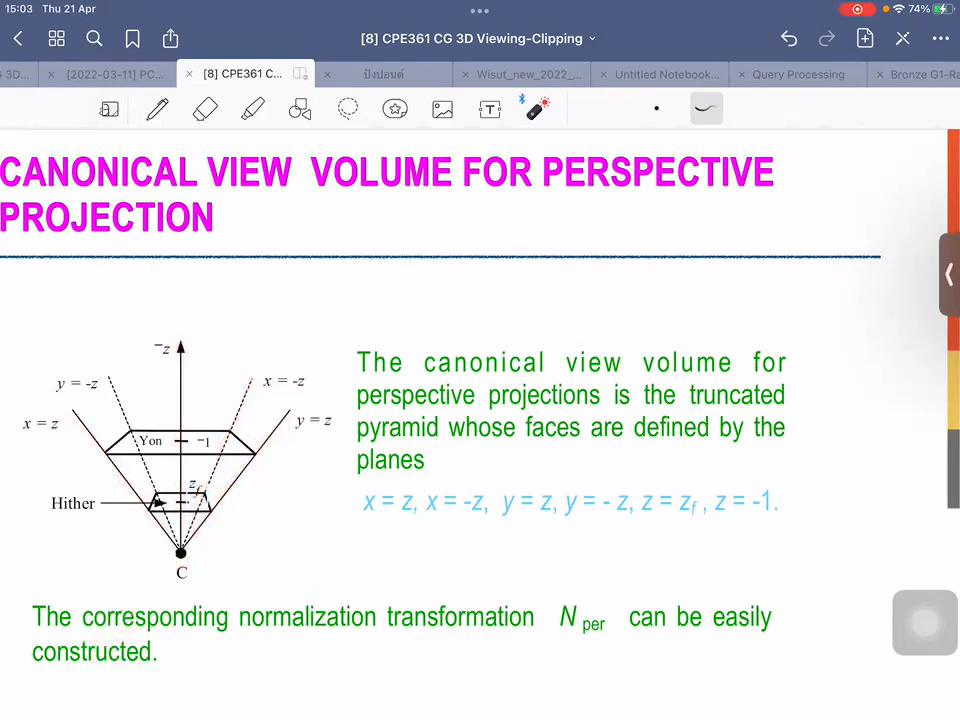 15:03 Thu 21 Apr
74%
[8] CPE361 CG 3D Viewing-Clipping
G 3D...
[2022-03-11] PC...
[8] CPE361 C...
ปังปอนด์
Wisut_new_2022_...
Untitled Notebook...
Query Processing
Bronze G1-Ra
CANONICAL VIEW VOLUME FOR PERSPECTIVE
PROJECTION
-z
y = -z
x = -z
x = z
y = z
Yon
-1
Hither
zf
C
The canonical view volume for
perspective projections is the truncated
pyramid whose faces are defined by the
planes
x = z, x = -z, y = z, y = - z, z = zf , z = -1.
The corresponding normalization transformation N per can be easily
constructed.